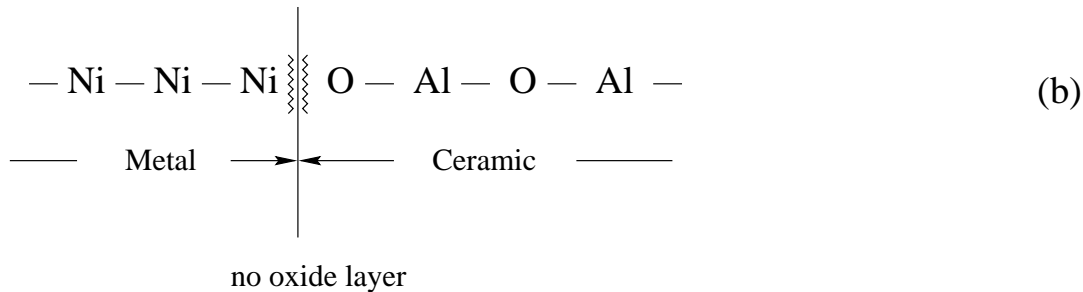 — Ni — Ni — Ni O — Al — O — Al —
(b)
Metal Ceramic
no oxide layer